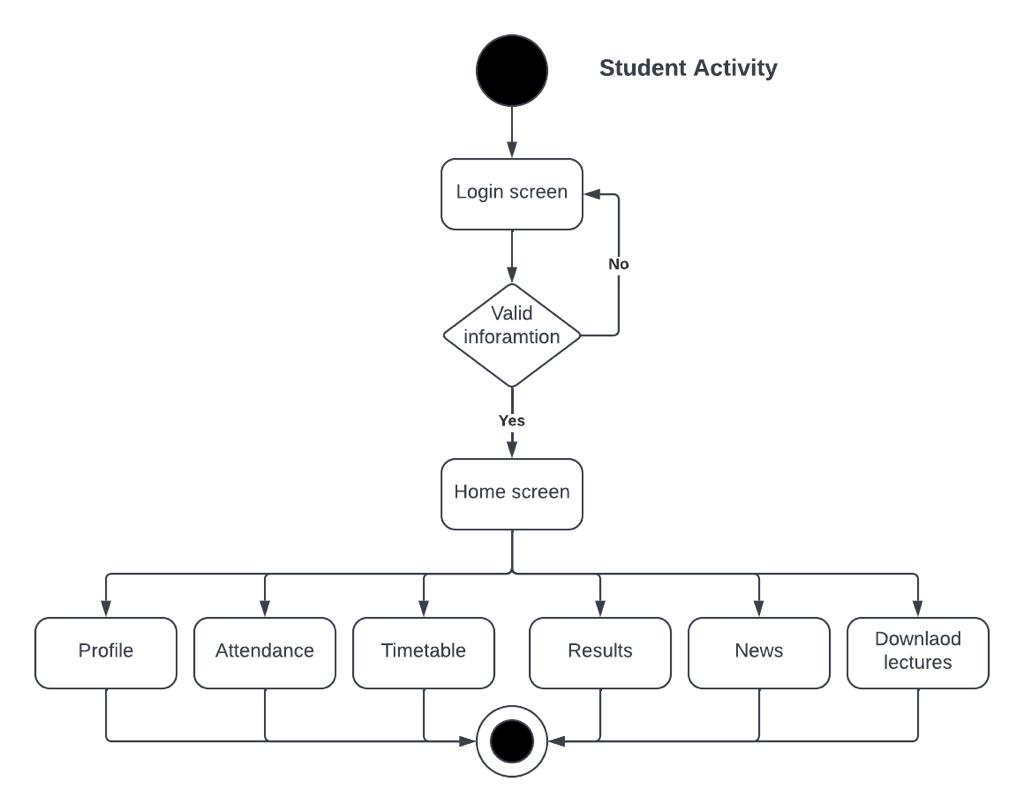 Student Activity
Login screen
No
Valid
inforamtion
Yes
Home screen
Profile
Attendance
Timetable
Results
News
Downlaod
lectures